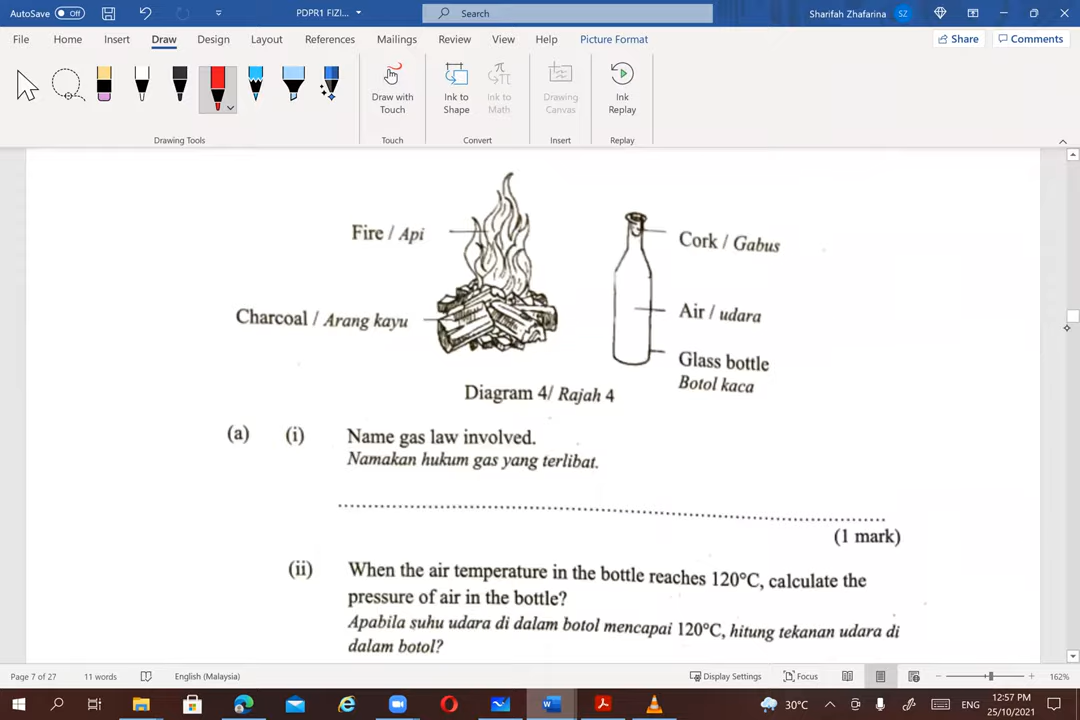 AutoSave Off PDPR1 FIZI... Search Sharifah Zhafarina SZ
File Home Insert Draw Design Layout References Mailings Review View Help Picture Format Share Comments
Draw with Touch
Ink to Shape
Ink to Math
Drawing Canvas
Ink Replay
Drawing Tools Touch Convert Insert Replay
Fire / Api
Cork / Gabus
Charcoal / Arang kayu
Air / udara
Glass bottle
Botol kaca
Diagram 4/ Rajah 4
(a) (i) Name gas law involved.
Namakan hukum gas yang terlibat.
(1 mark)
(ii) When the air temperature in the bottle reaches 120°C, calculate the
pressure of air in the bottle?
Apabila suhu udara di dalam botol mencapai 120°C, hitung tekanan udara di
dalam botol?
Page 7 of 27 11 words English (Malaysia) Display Settings Focus 162%
30°C ENG 12:57 PM
25/10/2021